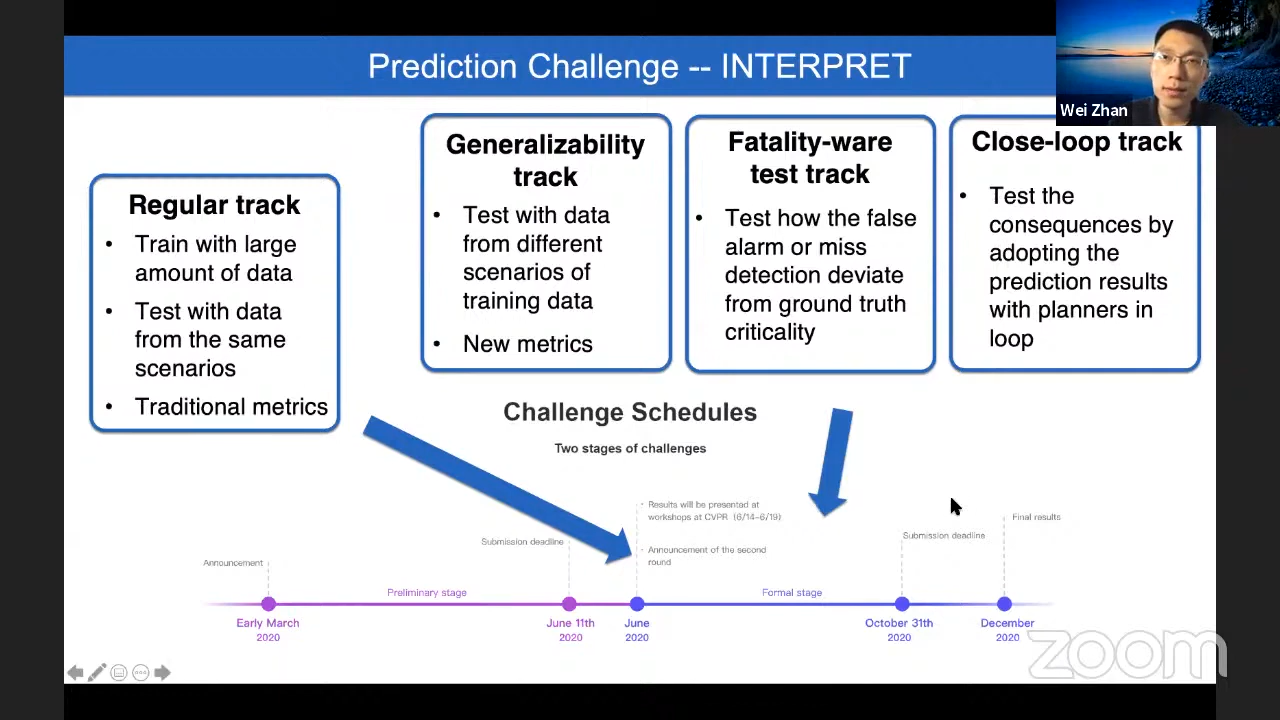 Prediction Challenge -- INTERPRET
Wei Zhan
Regular track
• Train with large
amount of data
• Test with data
from the same
scenarios
• Traditional metrics
Generalizability
track
• Test with data
from different
scenarios of
training data
• New metrics
Fatality-ware
test track
• Test how the false
alarm or miss
detection deviate
from ground truth
criticality
Close-loop track
• Test the
consequences by
adopting the
prediction results
with planners in
loop
Challenge Schedules
Two stages of challenges
Announcement
Submission deadline
• Results will be presented at
workshops at CVPR (6/14–6/19)
• Announcement of the second
round
Submission deadline
Final results
Preliminary stage
Formal stage
Early March
2020
June 11th
2020
June
2020
October 31th
2020
December
2020
zoom